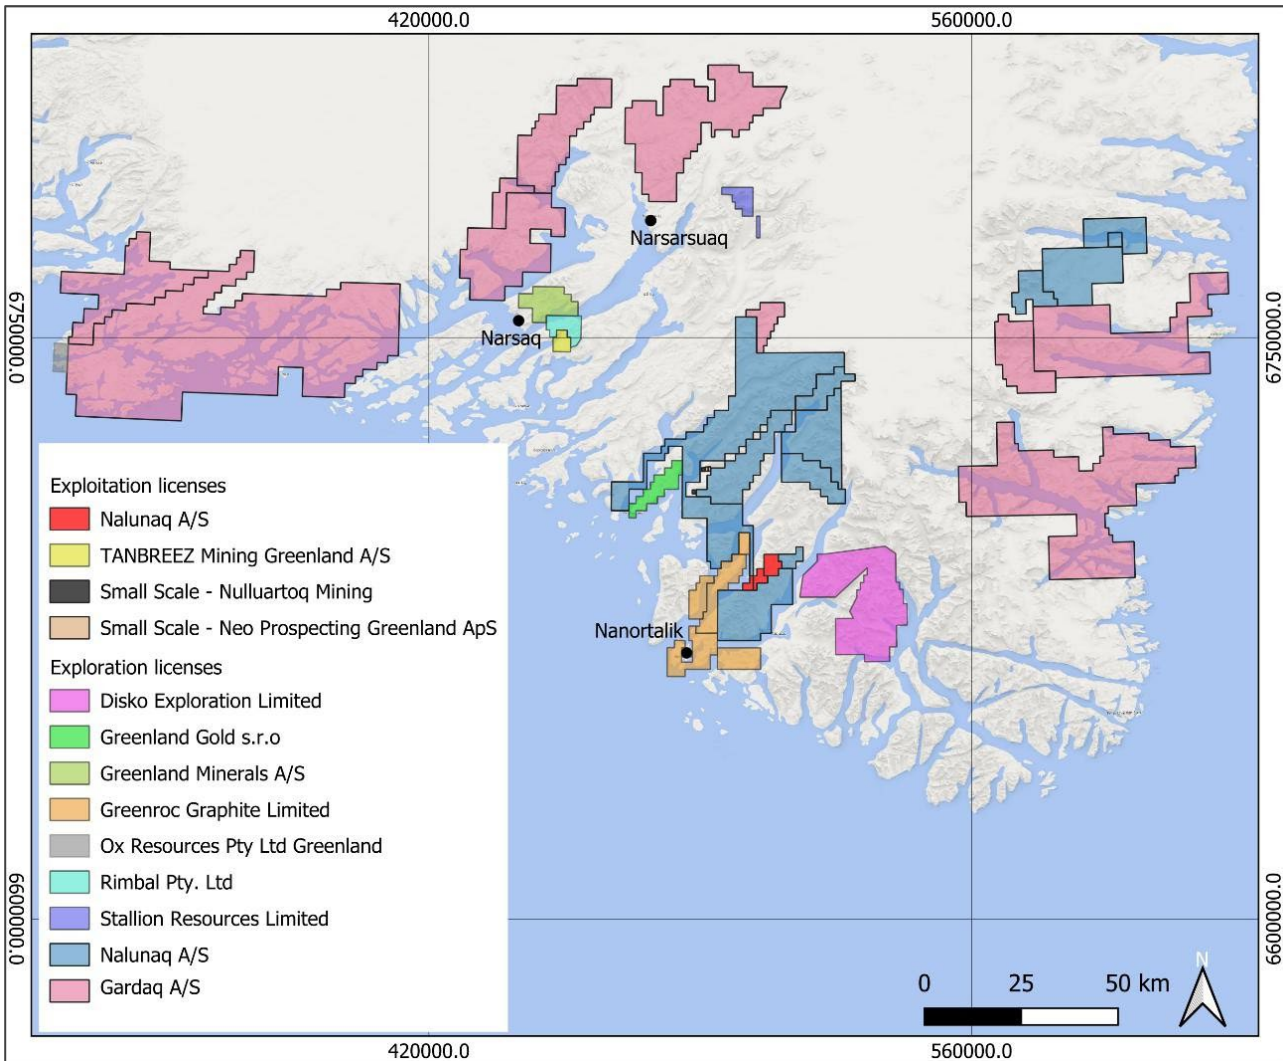 420000.0
560000.0
6750000.0
6750000.0
Narsarsuaq
Narsaq
Nanortalik
Exploitation licenses
Nalunaq A/S
TANBREEZ Mining Greenland A/S
Small Scale - Nulluartoq Mining
Small Scale - Neo Prospecting Greenland ApS
Exploration licenses
Disko Exploration Limited
Greenland Gold s.r.o
Greenland Minerals A/S
Greenroc Graphite Limited
Ox Resources Pty Ltd Greenland
Rimbal Pty. Ltd
Stallion Resources Limited
Nalunaq A/S
Gardaq A/S
6600000.0
6600000.0
N
0 25 50 km
420000.0
560000.0